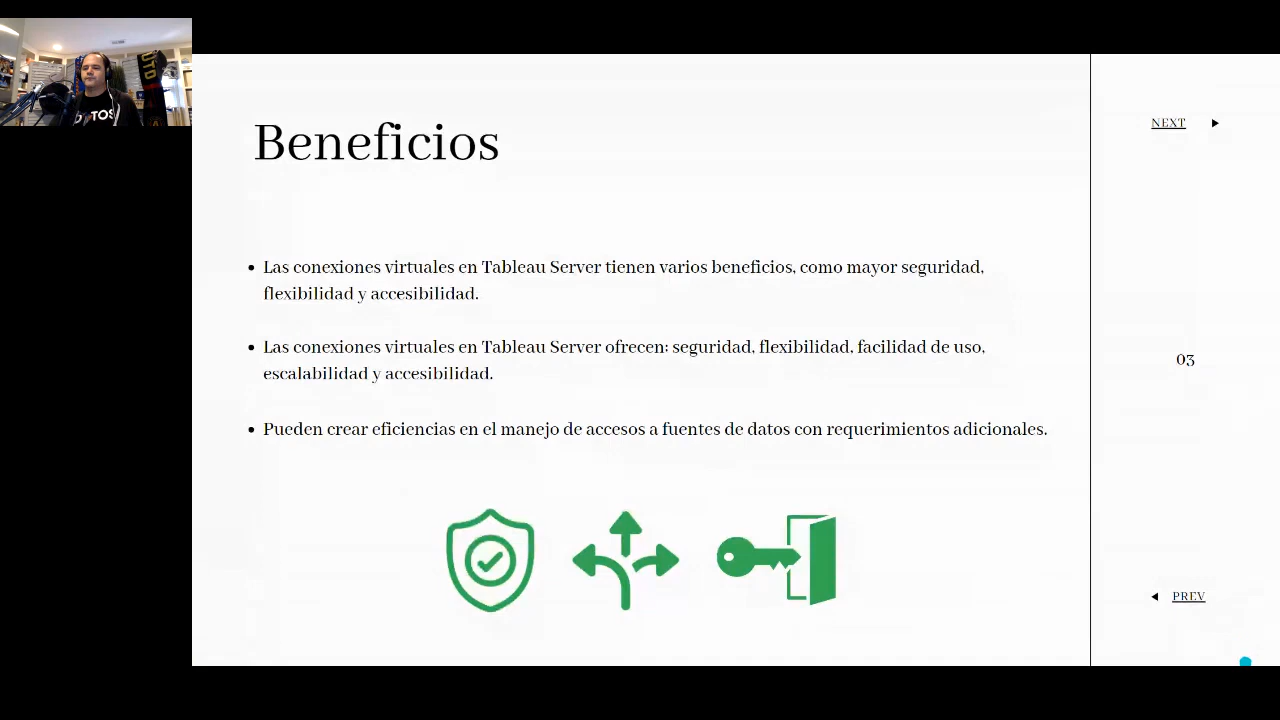 Beneficios
Las conexiones virtuales en Tableau Server tienen varios beneficios, como mayor seguridad,
flexibilidad y accesibilidad.
Las conexiones virtuales en Tableau Server ofrecen: seguridad, flexibilidad, facilidad de uso,
escalabilidad y accesibilidad.
Pueden crear eficiencias en el manejo de accesos a fuentes de datos con requerimientos adicionales.
NEXT
03
PREV